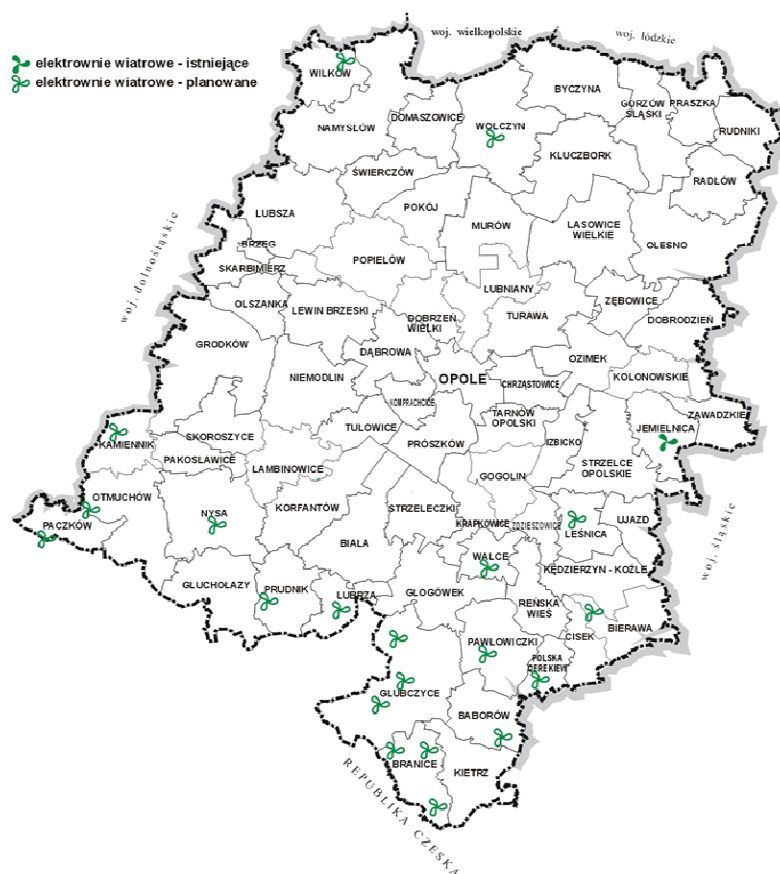 woj. wielkopolskie
woj. łódzkie
elektrownie wiatrowe - istniejące
elektrownie wiatrowe - planowane
WILKÓW
BYCZYNA
GORZÓW
ŚLĄSKI
PRASZKA
RUDNIKI
NAMYSŁÓW
DOMASZOWICE
WOŁCZYN
KLUCZBORK
RADŁÓW
ŚWIERCZÓW
POKÓJ
LUBSZA
MURÓW
LASOWICE
WIELKIE
OLESNO
BRZEG
SKARBIMIERZ
POPIELÓW
woj. dolnośląskie
ŁUBNIANY
OLSZANKA
LEWIN BRZESKI
DOBRZEŃ
WIELKI
TURAWA
ZĘBOWICE
DOBRODZIEŃ
GRODKÓW
DĄBROWA
NIEMODLIN
OPOLE
CHRZĄSTOWICE
OZIMEK
KOLONOWSKIE
KOMPRACHCICE
TARNÓW
OPOLSKI
ZAWADZKIE
JEMIELNICA
TUŁOWICE
PRÓSZKÓW
IZBICKO
KAMIENNIK
SKOROSZYCE
PAKOSŁAWICE
ŁAMBINOWICE
GOGOLIN
STRZELCE
OPOLSKIE
OTMUCHÓW
NYSA
KORFANTÓW
STRZELECZKI
KRAPKOWICE
ZDZIESZOWICE
LEŚNICA
UJAZD
woj. śląskie
PACZKÓW
BIAŁA
WALCE
KĘDZIERZYN - KOŹLE
GŁUCHOŁAZY
PRUDNIK
LUBRZA
GŁOGÓWEK
REŃSKA
WIEŚ
CISEK
BIERAWA
PAWŁOWICZKI
POLSKA
CEREKIEW
GŁUBCZYCE
BABORÓW
BRANICE
KIETRZ
REPUBLIKA CZESKA